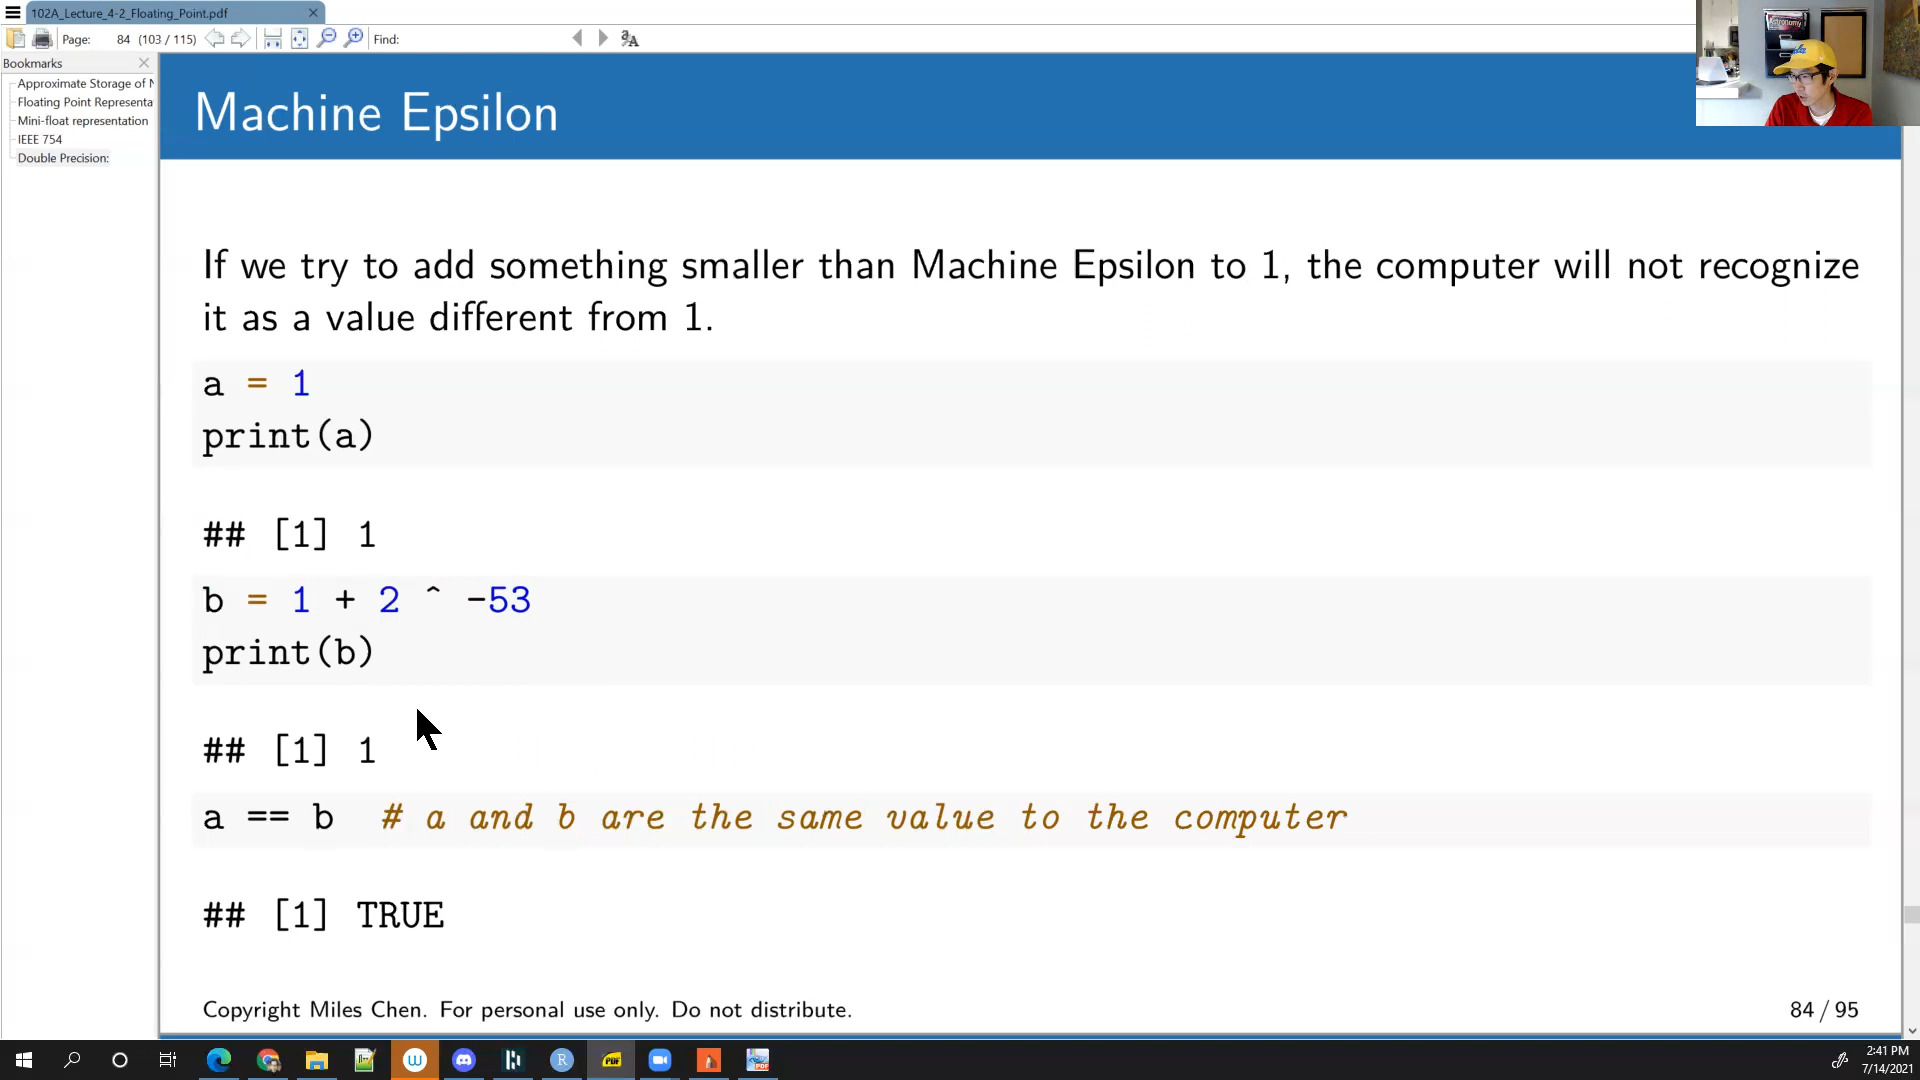 102A_Lecture_4-2_Floating_Point.pdf
Page: 84 (103 / 115) Find:
Bookmarks
Approximate Storage of N
Floating Point Representa
Mini-float representation
IEEE 754
Double Precision:
Machine Epsilon
If we try to add something smaller than Machine Epsilon to 1, the computer will not recognize
it as a value different from 1.
a = 1
print(a)
## [1] 1
b = 1 + 2 ^ -53
print(b)
## [1] 1
a == b # a and b are the same value to the computer
## [1] TRUE
Copyright Miles Chen. For personal use only. Do not distribute.
84 / 95
2:41 PM
7/14/2021